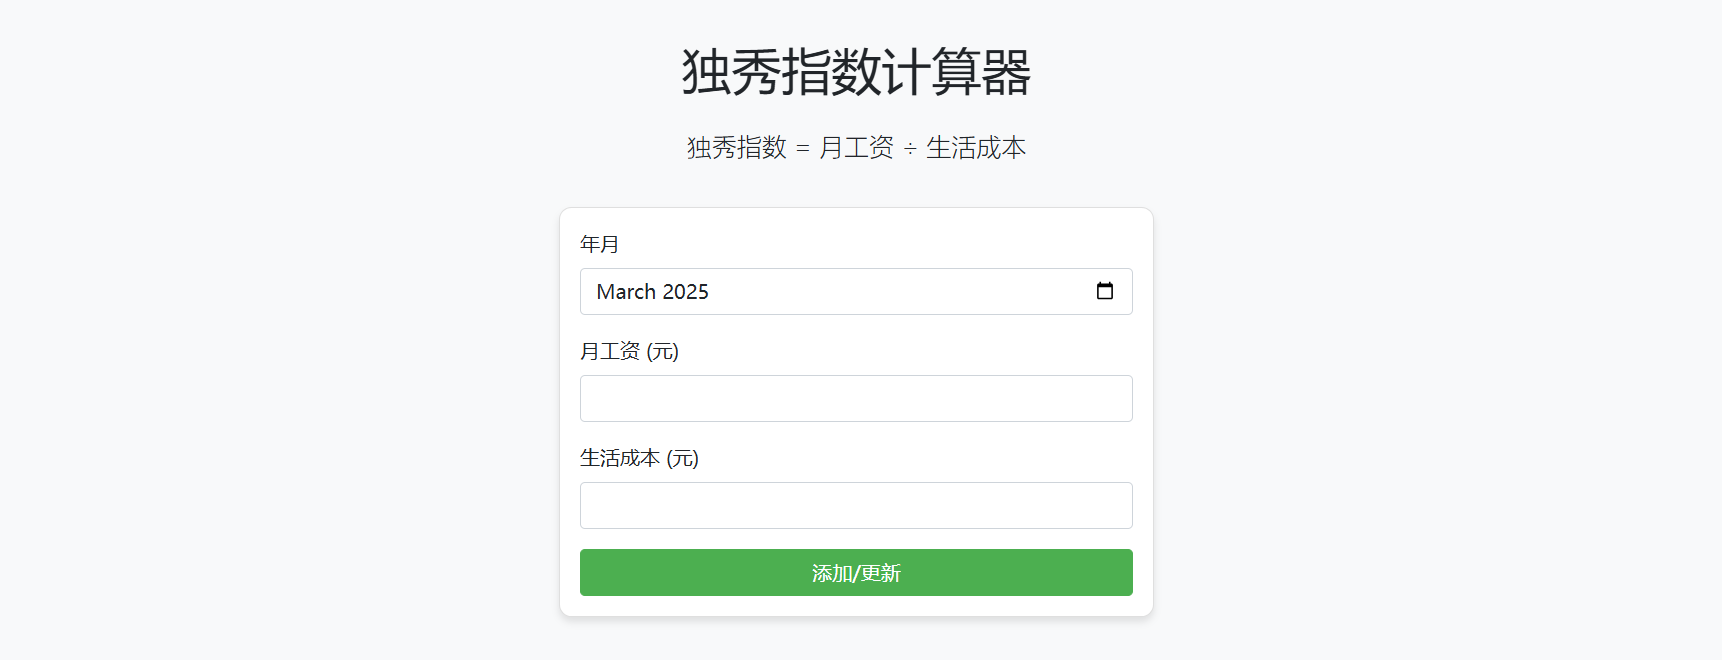 独秀指数计算器
独秀指数 = 月工资 ÷ 生活成本
年月
March 2025
月工资 (元)
生活成本 (元)
添加/更新